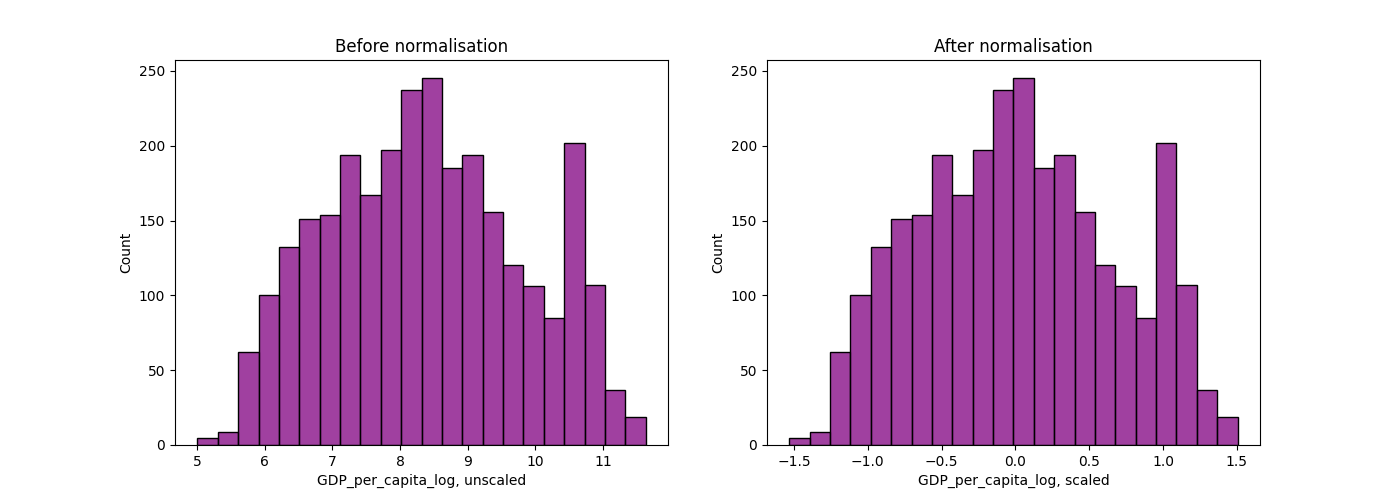 Before normalisation
250
200
150
100
50
0
Count
5 6 7 8 9 10 11
GDP_per_capita_log, unscaled
After normalisation
250
200
150
100
50
0
Count
−1.5 −1.0 −0.5 0.0 0.5 1.0 1.5
GDP_per_capita_log, scaled